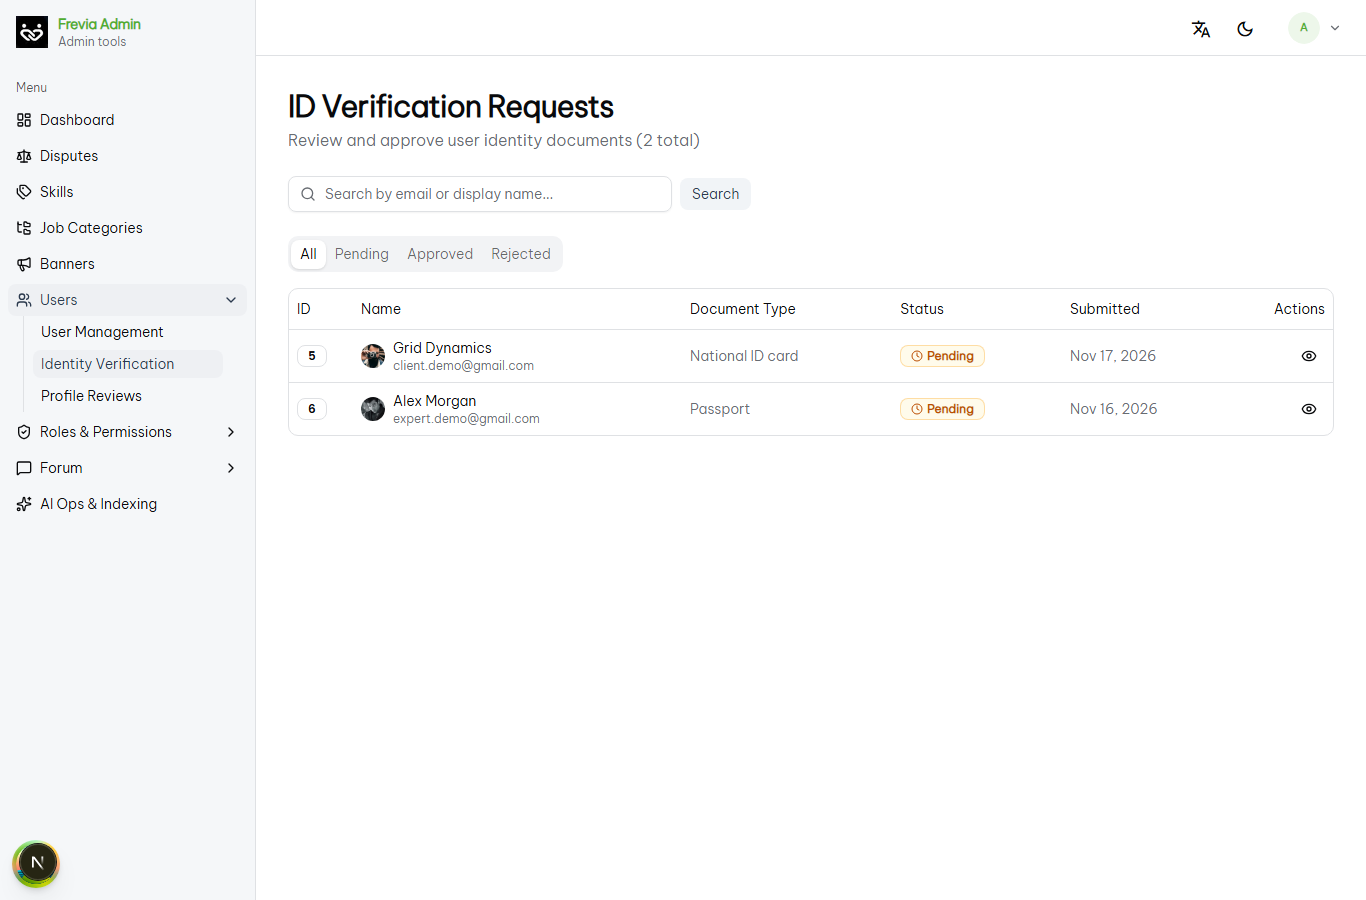 Frevia Admin
Admin tools
Menu
Dashboard
Disputes
Skills
Job Categories
Banners
Users
User Management
Identity Verification
Profile Reviews
Roles & Permissions
Forum
AI Ops & Indexing
N
A
ID Verification Requests
Review and approve user identity documents (2 total)
Search by email or display name...
Search
All Pending Approved Rejected
ID Name Document Type Status Submitted Actions
5 Grid Dynamics National ID card Pending Nov 17, 2026
client.demo@gmail.com
6 Alex Morgan Passport Pending Nov 16, 2026
expert.demo@gmail.com